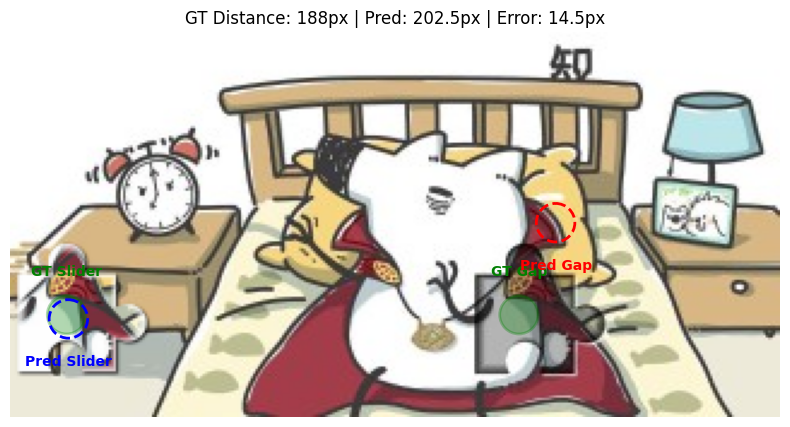 GT Distance: 188px | Pred: 202.5px | Error: 14.5px
知
GT Slider
GT Gap
Pred Gap
Pred Slider